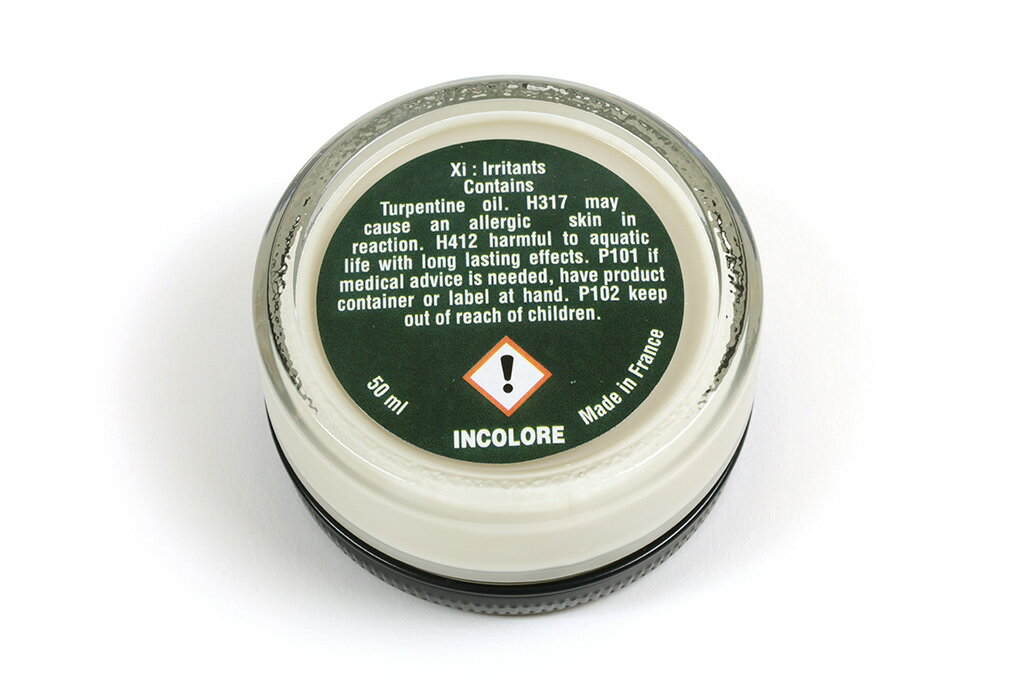 Xi : Irritants
Contains
Turpentine oil. H317 may
cause an allergic skin in
reaction. H412 harmful to aquatic
life with long lasting effects. P101 if
medical advice is needed, have product
container or label at hand. P102 keep
out of reach of children.
!
50 ml
Made in France
INCOLORE